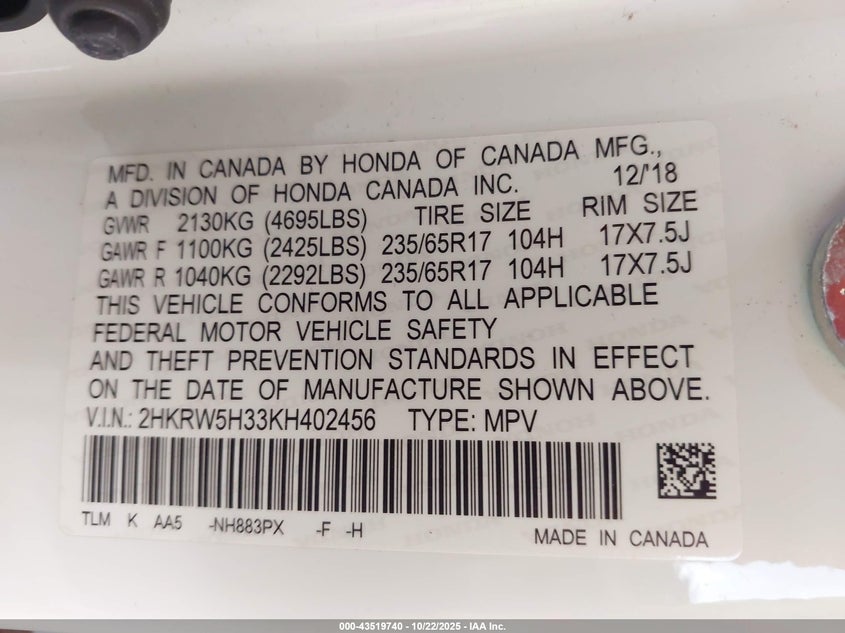 MFD. IN CANADA BY HONDA OF CANADA MFG.,
A DIVISION OF HONDA CANADA INC. 12/'18
GVWR 2130KG (4695LBS) TIRE SIZE RIM SIZE
GAWR F 1100KG (2425LBS) 235/65R17 104H 17X7.5J
GAWR R 1040KG (2292LBS) 235/65R17 104H 17X7.5J
THIS VEHICLE CONFORMS TO ALL APPLICABLE
FEDERAL MOTOR VEHICLE SAFETY
AND THEFT PREVENTION STANDARDS IN EFFECT
ON THE DATE OF MANUFACTURE SHOWN ABOVE.
V.I.N.: 2HKRW5H33KH402456 TYPE: MPV
TLM K AA5 -NH883PX -F -H
MADE IN CANADA
000-43519740 - 10/22/2025 - IAA Inc.